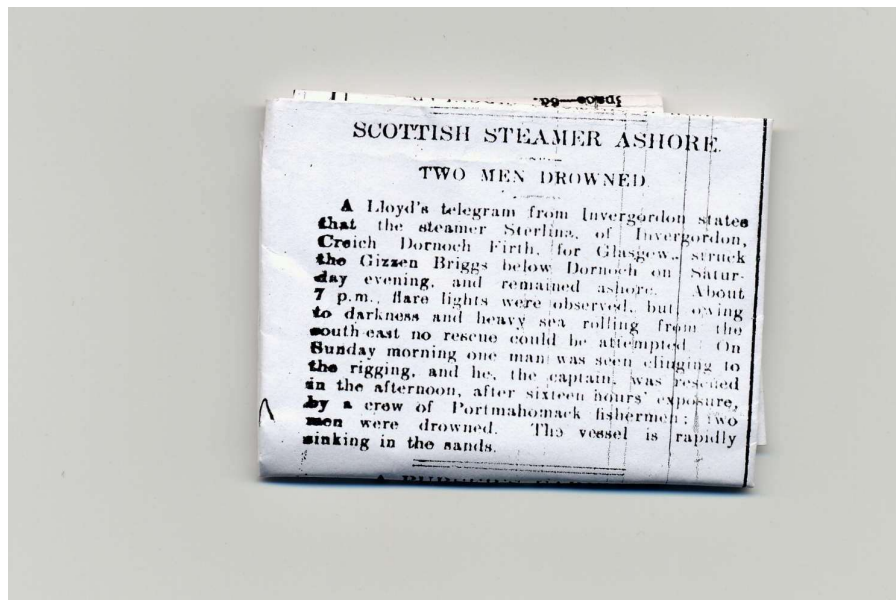 space—6d.
SCOTTISH STEAMER ASHORE.
TWO MEN DROWNED.
A Lloyd's telegram from Invergordon states
that the steamer Sterlina, of Invergordon,
Creich Dornoch Firth, for Glasgow, struck
the Gizzen Briggs below Dornoch on Satur-
day evening, and remained ashore. About
7 p.m., flare lights were observed, but, owing
to darkness and heavy sea rolling from the
south-east no rescue could be attempted. On
Sunday morning one man was seen clinging to
the rigging, and he, the captain, was rescued
in the afternoon, after sixteen hours' exposure,
by a crew of Portmahomack fishermen; two
men were drowned. The vessel is rapidly
sinking in the sands.